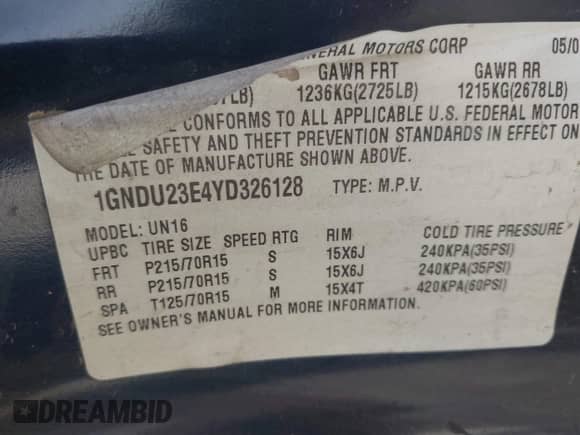 GENERAL MOTORS CORP 05/0
GAWR FRT GAWR RR
LB) 1236KG(2725LB) 1215KG(2678LB)
CONFORMS TO ALL APPLICABLE U.S. FEDERAL MOTOR
SAFETY AND THEFT PREVENTION STANDARDS IN EFFECT ON
THE DATE OF MANUFACTURE SHOWN ABOVE.
1GNDU23E4YD326128 TYPE: M.P.V.
MODEL: UN16
UPBC TIRE SIZE SPEED RTG RIM COLD TIRE PRESSURE
FRT P215/70R15 S 15X6J 240KPA(35PSI)
RR P215/70R15 S 15X6J 240KPA(35PSI)
SPA T125/70R15 M 15X4T 420KPA(60PSI)
SEE OWNER'S MANUAL FOR MORE INFORMATION.
DREAMBID